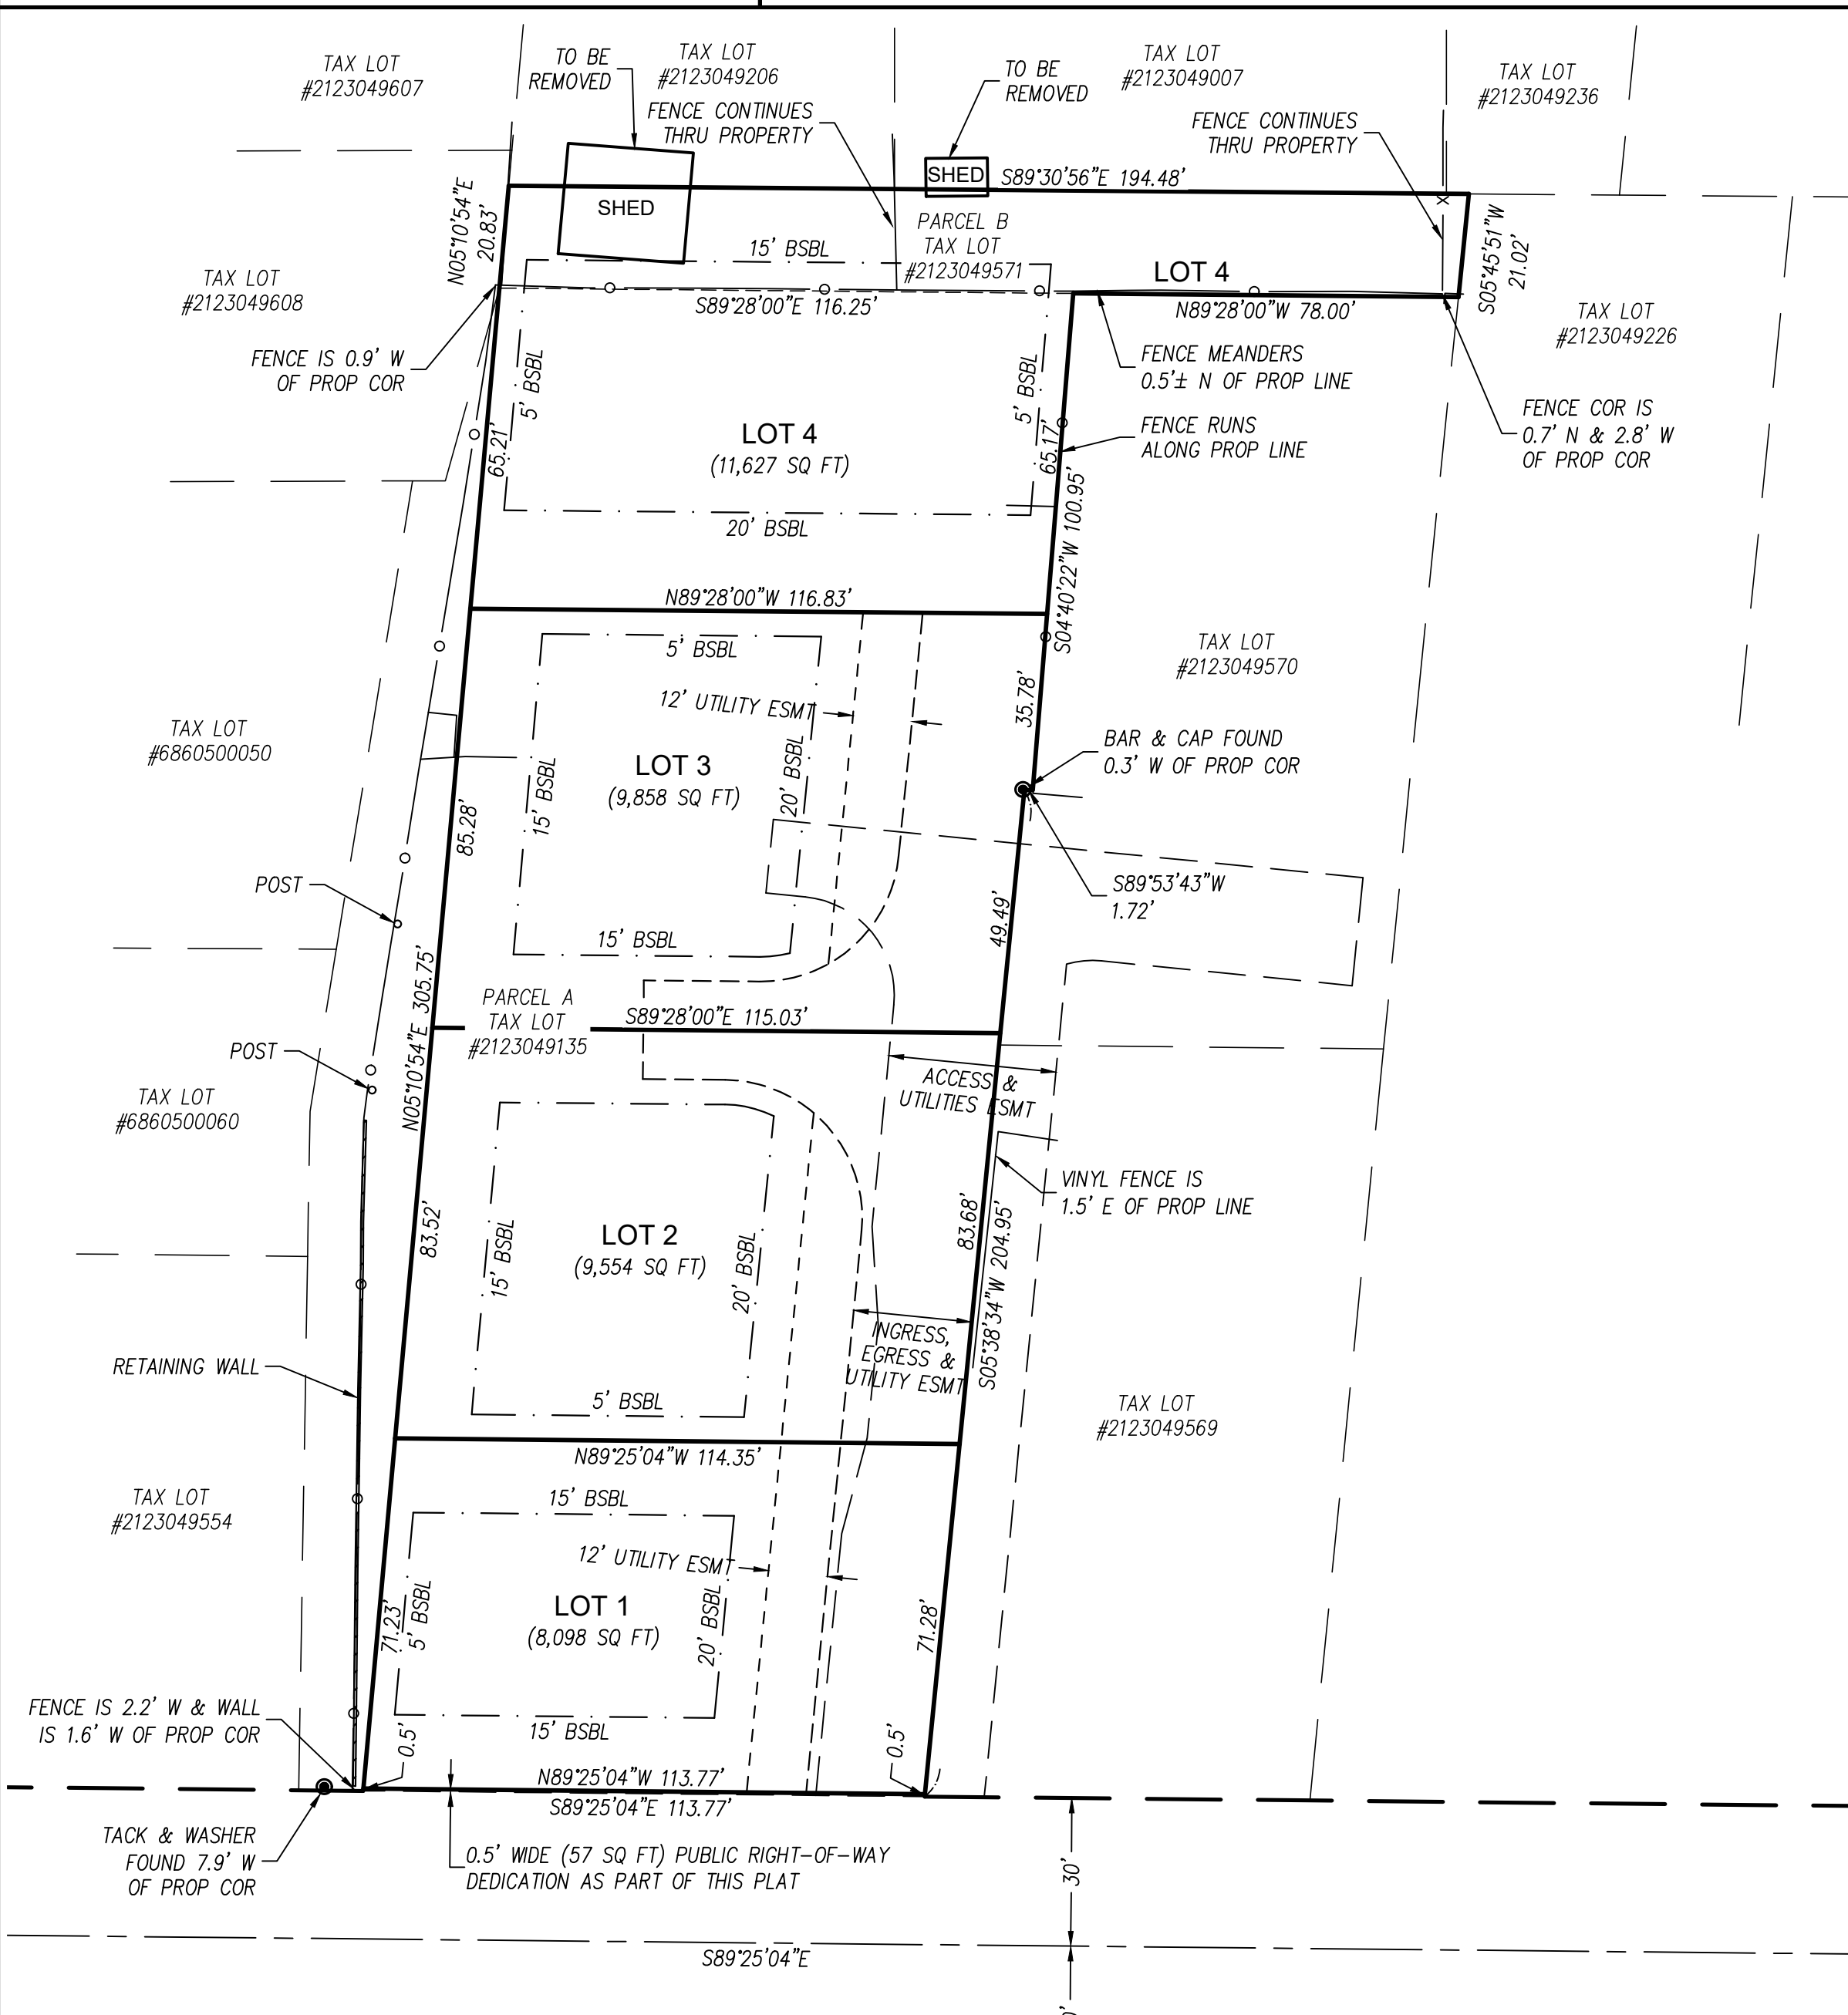 TAX LOT
#2123049607
TO BE
REMOVED
TAX LOT
#2123049206
FENCE CONTINUES
THRU PROPERTY
TO BE
REMOVED
TAX LOT
#2123049007
FENCE CONTINUES
THRU PROPERTY
TAX LOT
#2123049236
SHED
SHED
S89°30'56"E 194.48'
X
N05°10'54"E
20.83'
PARCEL B
TAX LOT
#2123049571
15' BSBL
LOT 4
S05°45'51"W
21.02'
TAX LOT
#2123049608
S89°28'00"E 116.25'
N89°28'00"W 78.00'
TAX LOT
#2123049226
FENCE IS 0.9' W
OF PROP COR
5' BSBL
5' BSBL
FENCE MEANDERS
0.5'± N OF PROP LINE
FENCE RUNS
ALONG PROP LINE
FENCE COR IS
0.7' N & 2.8' W
OF PROP COR
65.21'
LOT 4
(11,627 SQ FT)
65.17'
S04°40'22"W 100.95'
20' BSBL
N89°28'00"W 116.83'
5' BSBL
12' UTILITY ESMT
35.78'
TAX LOT
#2123049570
TAX LOT
#6860500050
LOT 3
(9,858 SQ FT)
15' BSBL
20' BSBL
85.28'
BAR & CAP FOUND
0.3' W OF PROP COR
S89°53'43"W
1.72'
POST
49.49'
15' BSBL
N05°10'54"E 305.75'
PARCEL A
TAX LOT
#2123049135
S89°28'00"E 115.03'
POST
TAX LOT
#6860500060
ACCESS &
UTILITIES ESMT
VINYL FENCE IS
1.5' E OF PROP LINE
83.52'
15' BSBL
LOT 2
(9,554 SQ FT)
20' BSBL
83.68'
S05°38'34"W 204.95'
INGRESS,
EGRESS &
UTILITY ESMT
RETAINING WALL
5' BSBL
TAX LOT
#2123049569
N89°25'04"W 114.35'
TAX LOT
#2123049554
15' BSBL
12' UTILITY ESMT
71.23'
5' BSBL
LOT 1
(8,098 SQ FT)
20' BSBL
71.28'
FENCE IS 2.2' W & WALL
IS 1.6' W OF PROP COR
0.5'
15' BSBL
0.5'
N89°25'04"W 113.77'
S89°25'04"E 113.77'
TACK & WASHER
FOUND 7.9' W
OF PROP COR
0.5' WIDE (57 SQ FT) PUBLIC RIGHT-OF-WAY
DEDICATION AS PART OF THIS PLAT
30'
S89°25'04"E